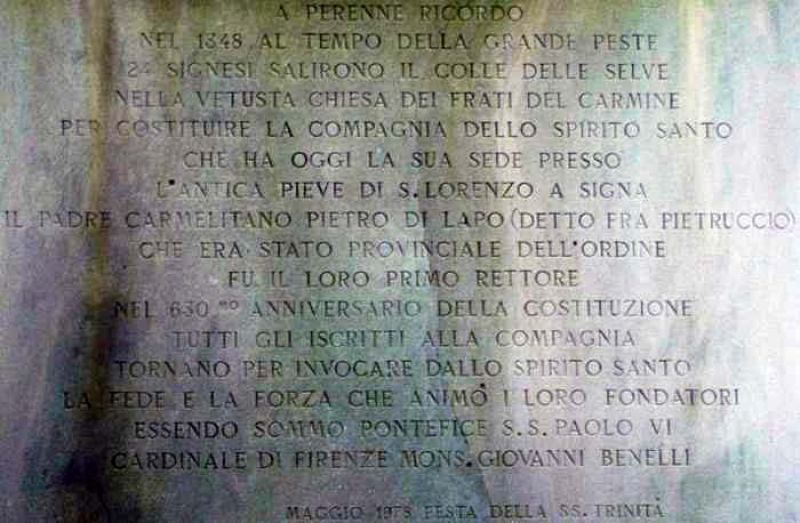 A PERENNE RICORDO
NEL 1348 AL TEMPO DELLA GRANDE PESTE
24 SIGNESI SALIRONO IL COLLE DELLE SELVE
NELLA VETUSTA CHIESA DEI FRATI DEL CARMINE
PER COSTITUIRE LA COMPAGNIA DELLO SPIRITO SANTO
CHE HA OGGI LA SUA SEDE PRESSO
L'ANTICA PIEVE DI S. LORENZO A SIGNA
IL PADRE CARMELITANO PIETRO DI LAPO (DETTO FRA PIETRUCCIO)
CHE ERA STATO PROVINCIALE DELL'ORDINE
FU IL LORO PRIMO RETTORE
NEL 630.MO ANNIVERSARIO DELLA COSTITUZIONE
TUTTI GLI ISCRITTI ALLA COMPAGNIA
TORNANO PER INVOCARE DALLO SPIRITO SANTO
LA FEDE E LA FORZA CHE ANIMÒ I LORO FONDATORI
ESSENDO SOMMO PONTEFICE S.S. PAOLO VI
CARDINALE DI FIRENZE MONS. GIOVANNI BENELLI
MAGGIO 1978 FESTA DELLA SS. TRINITÀ